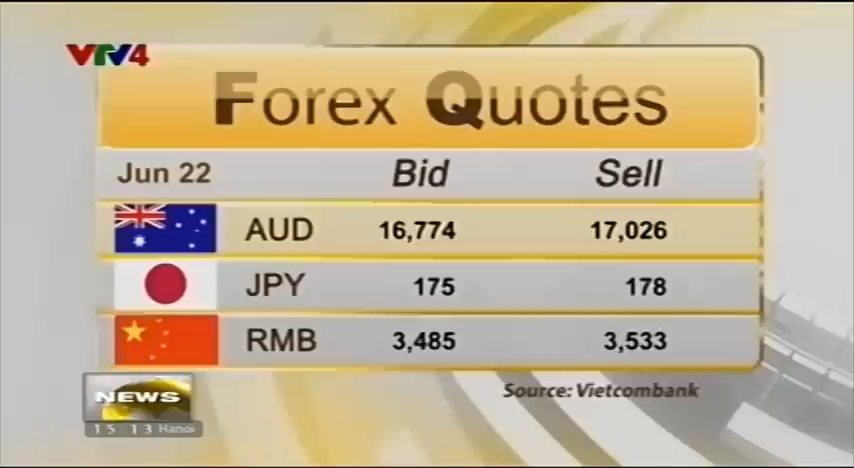 VTV4
Forex Quotes
Jun 22 Bid Sell
AUD 16,774 17,026
JPY 175 178
RMB 3,485 3,533
Source: Vietcombank
NEWS
15 13 Hanoi